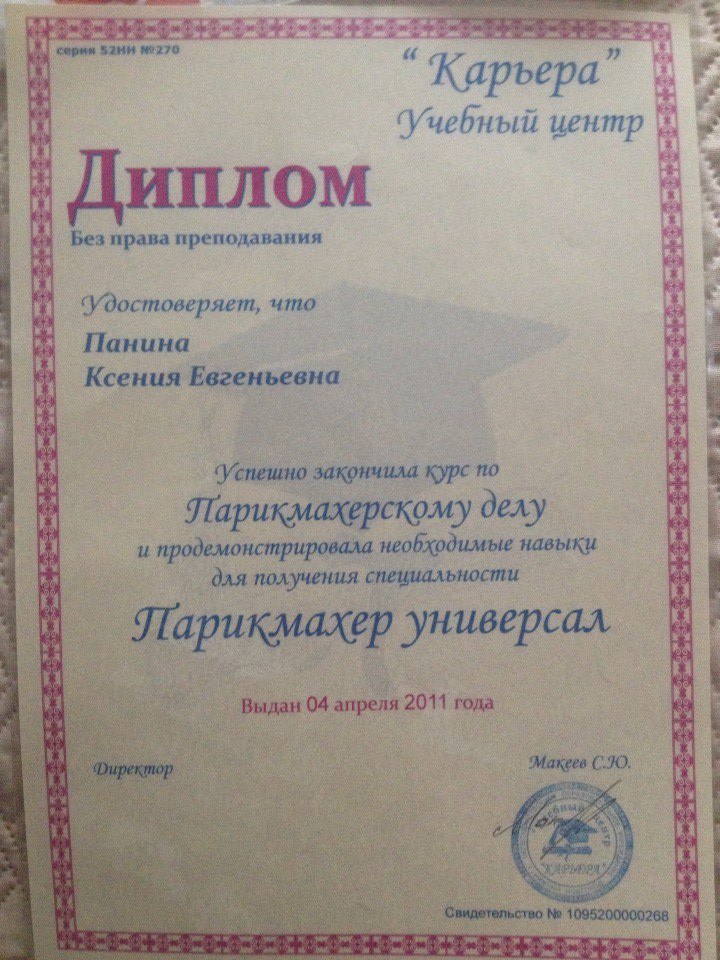 серия 52НН №270
“ Карьера”
Учебный центр
Диплом
Без права преподавания
Удостоверяет, что
Панина
Ксения Евгеньевна
Успешно закончила курс по
Парикмахерскому делу
и продемонстрировала необходимые навыки
для получения специальности
Парикмахер универсал
Выдан 04 апреля 2011 года
Директор
Макеев С.Ю.
Учебный центр
"КАРЬЕРА"
Свидетельство № 1095200000268